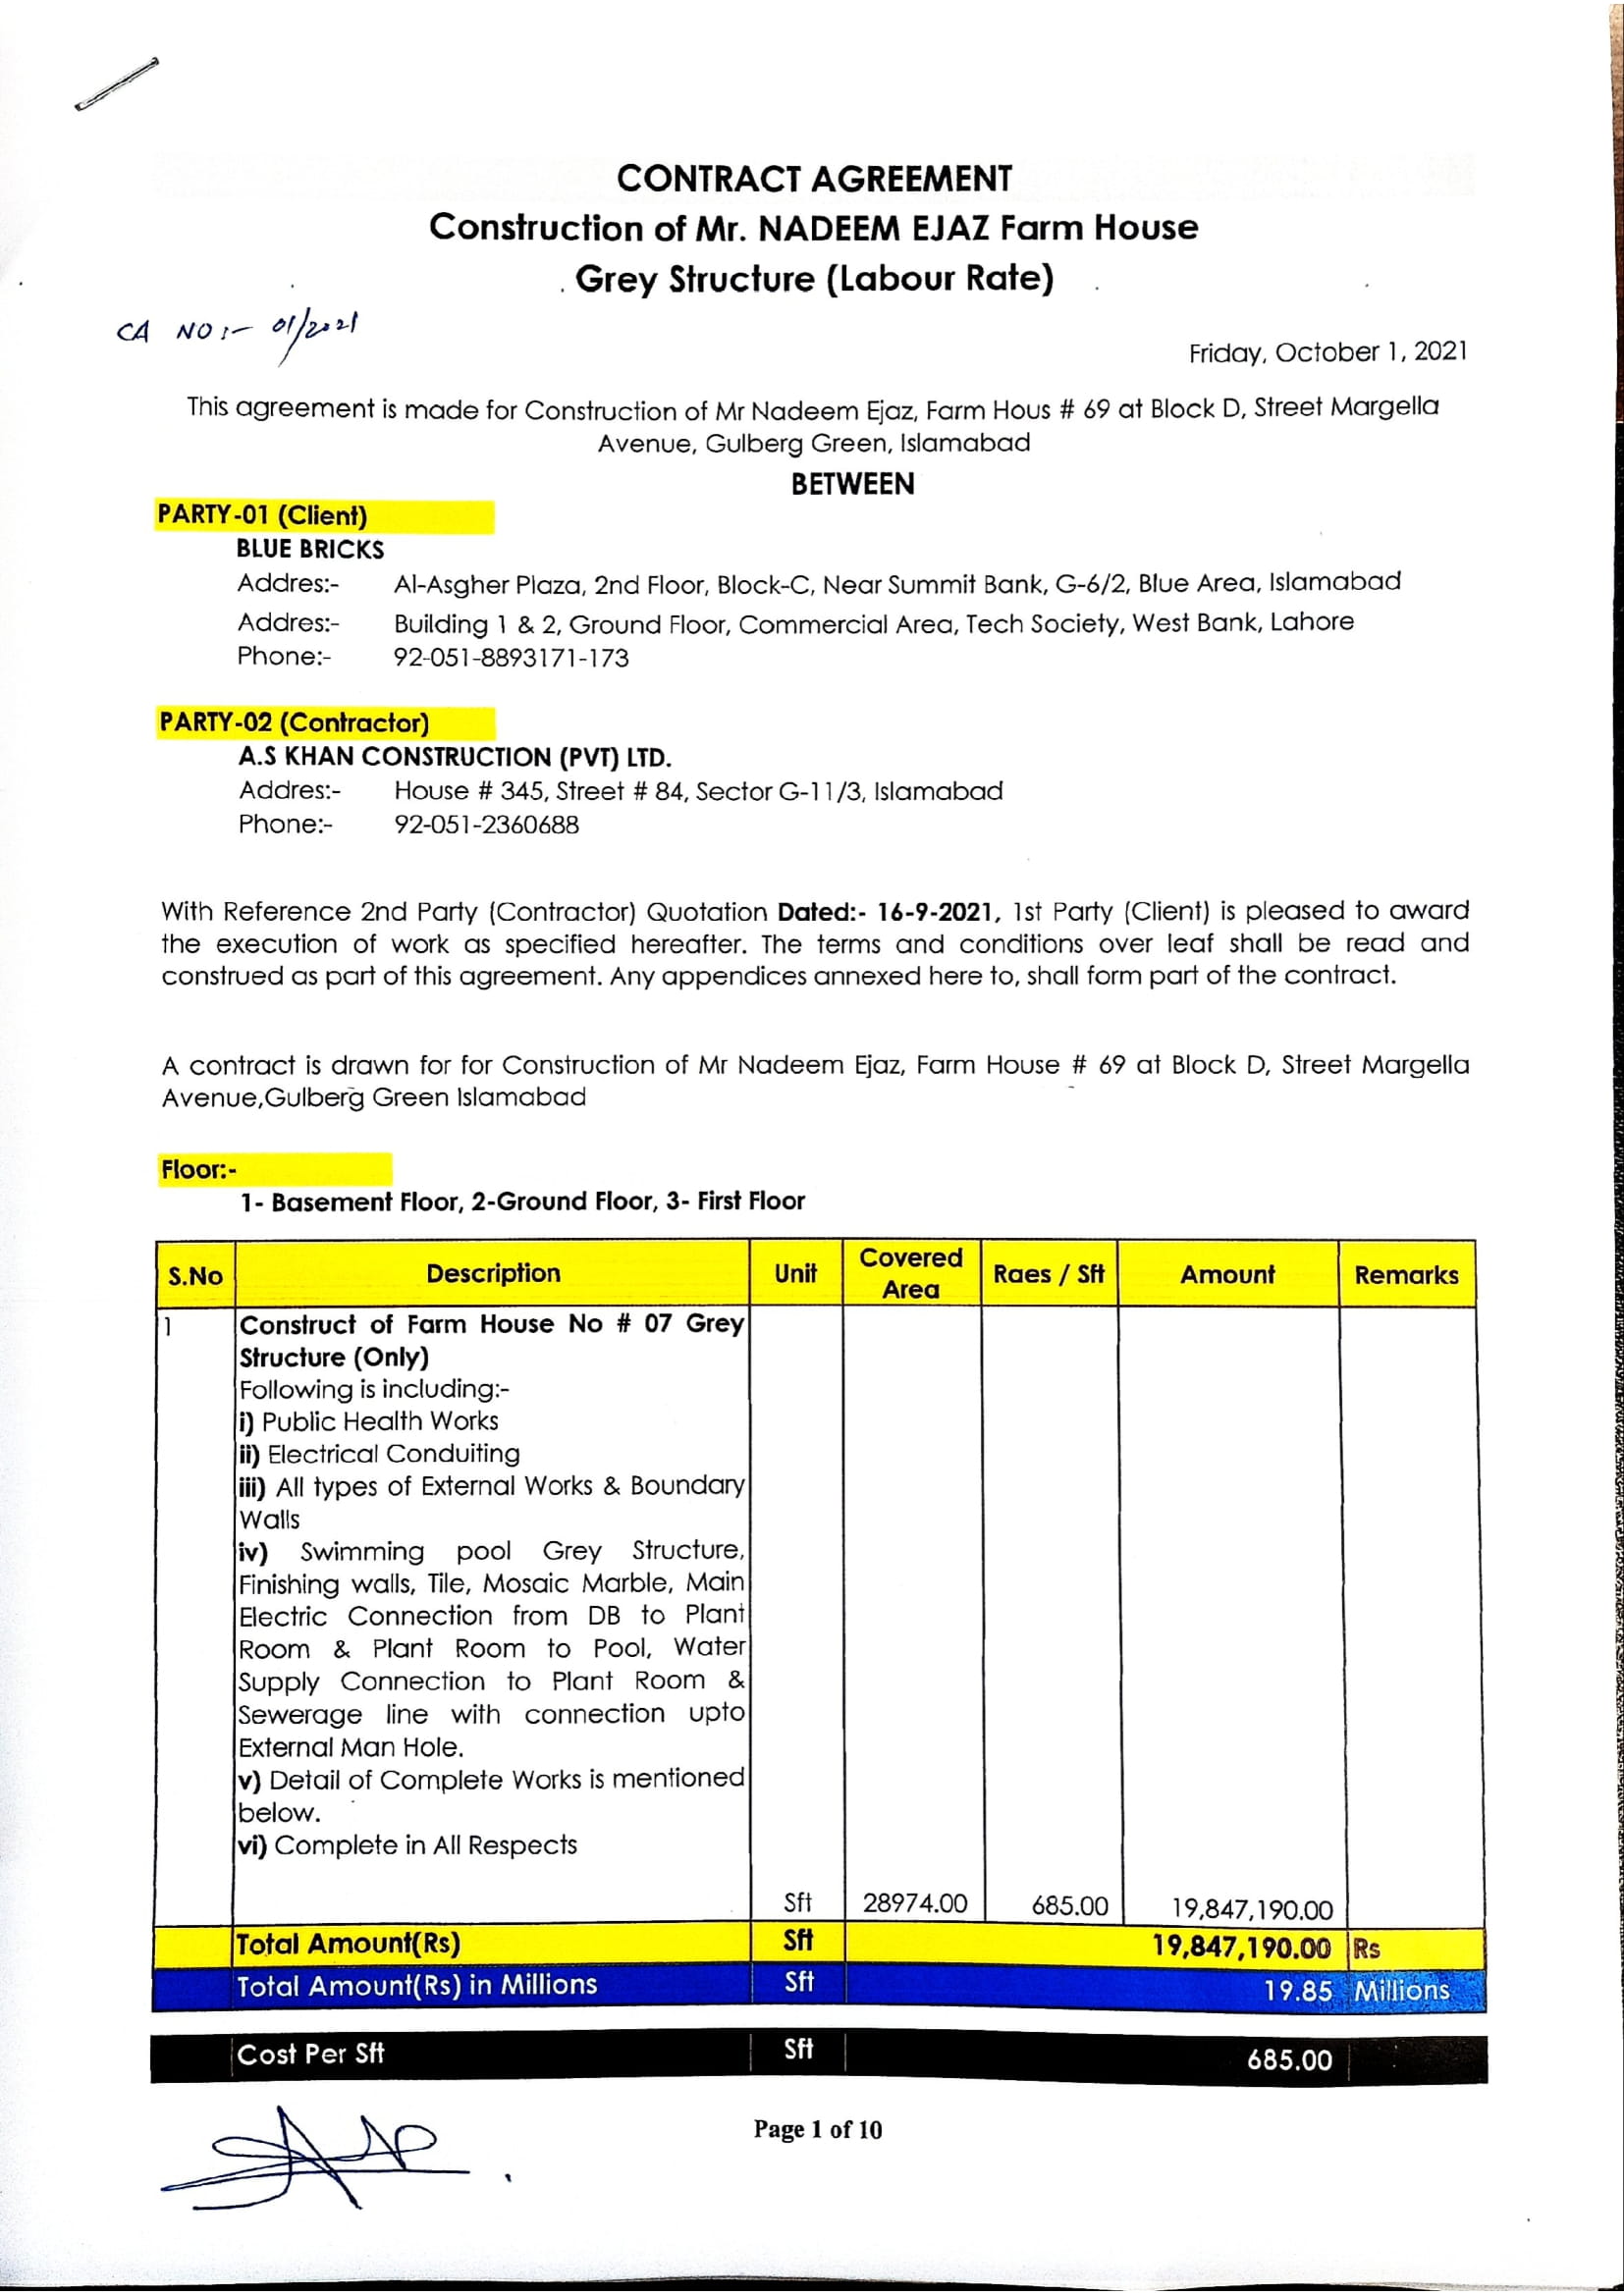 CONTRACT AGREEMENT
Construction of Mr. NADEEM EJAZ Farm House
Grey Structure (Labour Rate)
CA NO:- 01/2021
Friday, October 1, 2021
This agreement is made for Construction of Mr Nadeem Ejaz, Farm Hous # 69 at Block D, Street Margella
Avenue, Gulberg Green, Islamabad
BETWEEN
PARTY-01 (Client)
BLUE BRICKS
Addres:- Al-Asgher Plaza, 2nd Floor, Block-C, Near Summit Bank, G-6/2, Blue Area, Islamabad
Addres:- Building 1 & 2, Ground Floor, Commercial Area, Tech Society, West Bank, Lahore
Phone:- 92-051-8893171-173
PARTY-02 (Contractor)
A.S KHAN CONSTRUCTION (PVT) LTD.
Addres:- House # 345, Street # 84, Sector G-11/3, Islamabad
Phone:- 92-051-2360688
With Reference 2nd Party (Contractor) Quotation Dated:- 16-9-2021, 1st Party (Client) is pleased to award
the execution of work as specified hereafter. The terms and conditions over leaf shall be read and
construed as part of this agreement. Any appendices annexed here to, shall form part of the contract.
A contract is drawn for for Construction of Mr Nadeem Ejaz, Farm House # 69 at Block D, Street Margella
Avenue,Gulberg Green Islamabad
Floor:-
1- Basement Floor, 2-Ground Floor, 3- First Floor
S.No Description Unit Covered Area Raes / Sft Amount Remarks
1 Construct of Farm House No # 07 Grey
Structure (Only)
Following is including:-
i) Public Health Works
ii) Electrical Conduiting
iii) All types of External Works & Boundary
Walls
iv) Swimming pool Grey Structure,
Finishing walls, Tile, Mosaic Marble, Main
Electric Connection from DB to Plant
Room & Plant Room to Pool, Water
Supply Connection to Plant Room &
Sewerage line with connection upto
External Man Hole.
v) Detail of Complete Works is mentioned
below.
vi) Complete in All Respects
Sft 28974.00 685.00 19,847,190.00
Total Amount(Rs) Sft 19,847,190.00 Rs
Total Amount(Rs) in Millions Sft 19.85 Millions
Cost Per Sft Sft 685.00
Page 1 of 10